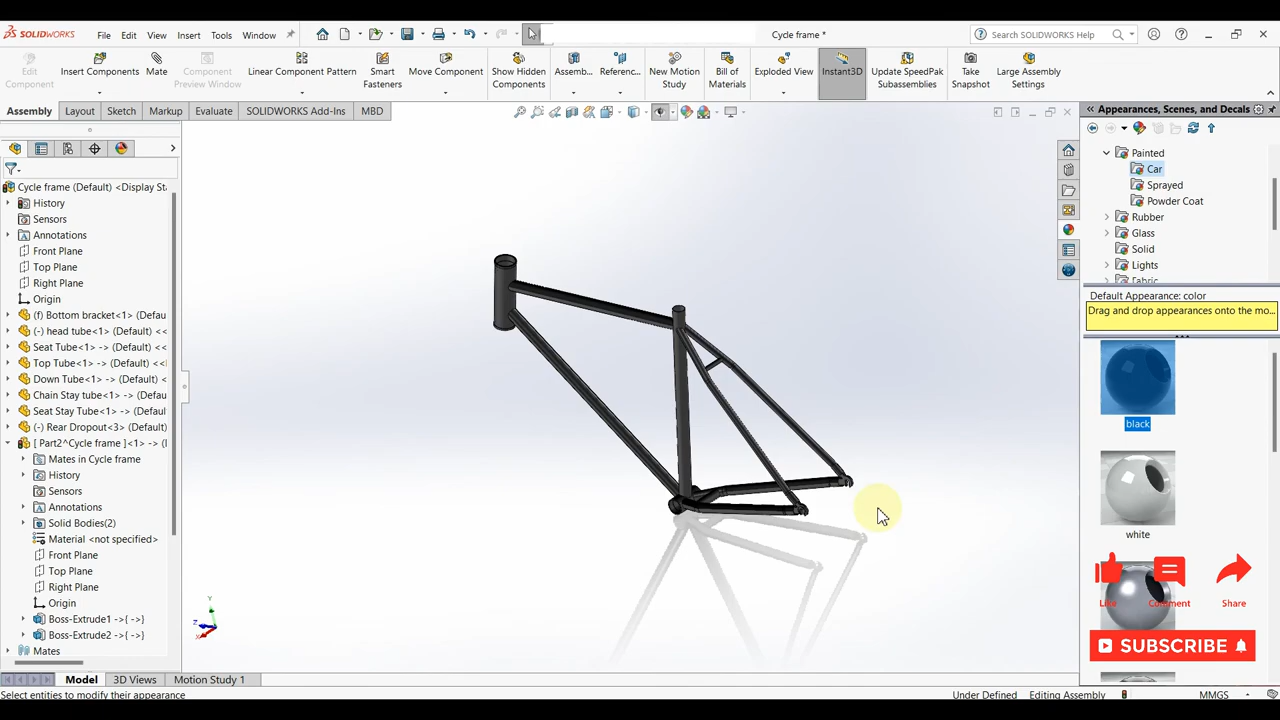 SOLIDWORKS
File
Edit
View
Insert
Tools
Window
Cycle frame *
Search SOLIDWORKS Help
Edit
Component
Insert Components
Mate
Component
Preview Window
Linear Component Pattern
Smart
Fasteners
Move Component
Show Hidden
Components
Assemb...
Referenc...
New Motion
Study
Bill of
Materials
Exploded View
Instant3D
Update SpeedPak
Subassemblies
Take
Snapshot
Large Assembly
Settings
Assembly
Layout
Sketch
Markup
Evaluate
SOLIDWORKS Add-Ins
MBD
Cycle frame (Default) <Display Sta
History
Sensors
Annotations
Front Plane
Top Plane
Right Plane
Origin
(f) Bottom bracket<1> (Defau
(-) head tube<1> (Default) <<
Seat Tube<1> -> (Default) <<
Top Tube<1> -> (Default) <<D
Down Tube<1> -> (Default) <
Chain Stay tube<1> -> (Defau
Seat Stay Tube<1> -> (Defaul
(-) Rear Dropout<3> (Default)
[ Part2^Cycle frame ]<1> -> (I
Mates in Cycle frame
History
Sensors
Annotations
Solid Bodies(2)
Material <not specified>
Front Plane
Top Plane
Right Plane
Origin
Boss-Extrude1 ->{ ->}
Boss-Extrude2 ->{ ->}
Mates
Y
Z
X
Model
3D Views
Motion Study 1
Select entities to modify their appearance
Under Defined
Editing Assembly
MMGS
Appearances, Scenes, and Decals
Painted
Car
Sprayed
Powder Coat
Rubber
Glass
Solid
Lights
Fabric
Default Appearance: color
Drag and drop appearances onto the mo...
black
white
Like
Comment
Share
SUBSCRIBE